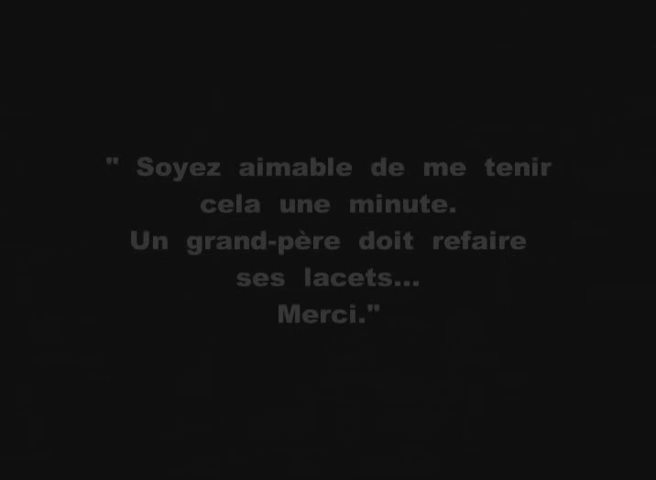 " Soyez aimable de me tenir
cela une minute.
Un grand-père doit refaire
ses lacets...
Merci."